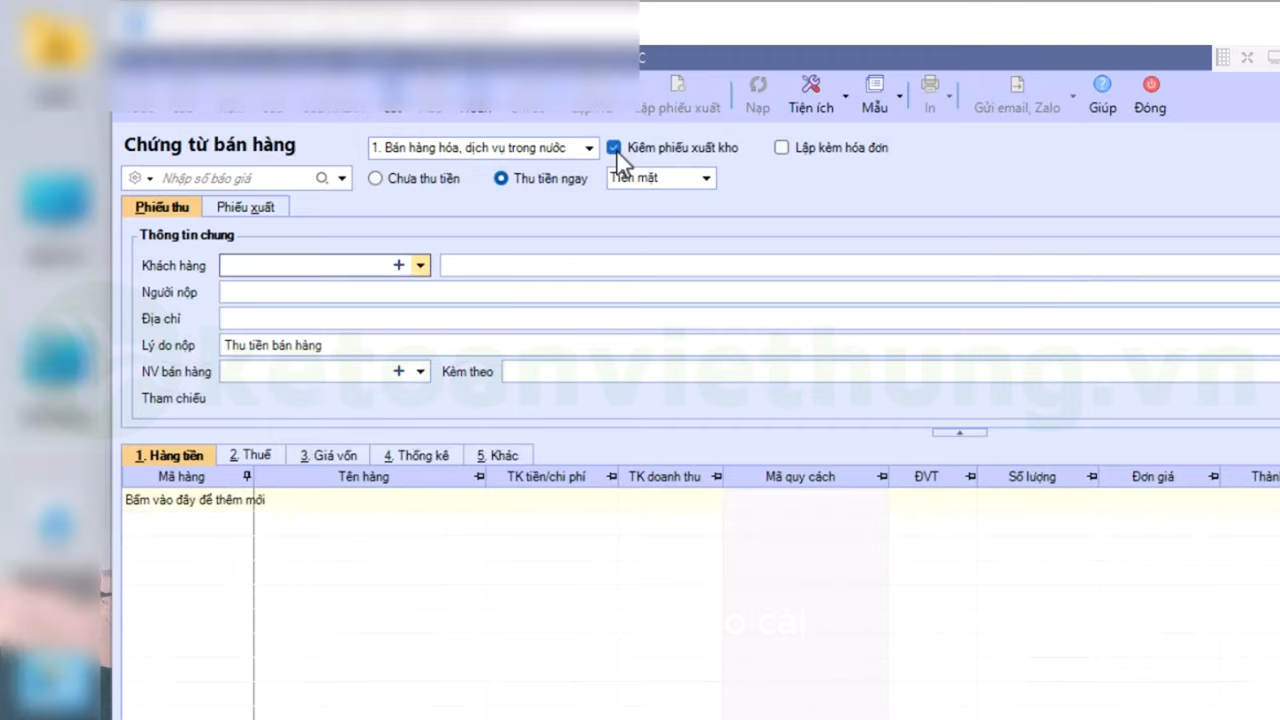 Nạp Tiện ích Mẫu In Gửi email, Zalo Giúp Đóng
lập phiếu xuất
Chứng từ bán hàng
1. Bán hàng hóa, dịch vụ trong nước
Kiêm phiếu xuất kho
Lập kèm hóa đơn
Nhập số báo giá
Chưa thu tiền
Thu tiền ngay
Tiền mặt
Phiếu thu
Phiếu xuất
Thông tin chung
Khách hàng
Người nộp
Địa chỉ
Lý do nộp
Thu tiền bán hàng
NV bán hàng
Kèm theo
Tham chiếu
ketoanviethung.vn
1. Hàng tiền
2. Thuế
3. Giá vốn
4. Thống kê
5. Khác
Mã hàng
Tên hàng
TK tiền/chi phí
TK doanh thu
Mã quy cách
ĐVT
Số lượng
Đơn giá
Thàn
Bấm vào đây để thêm mới